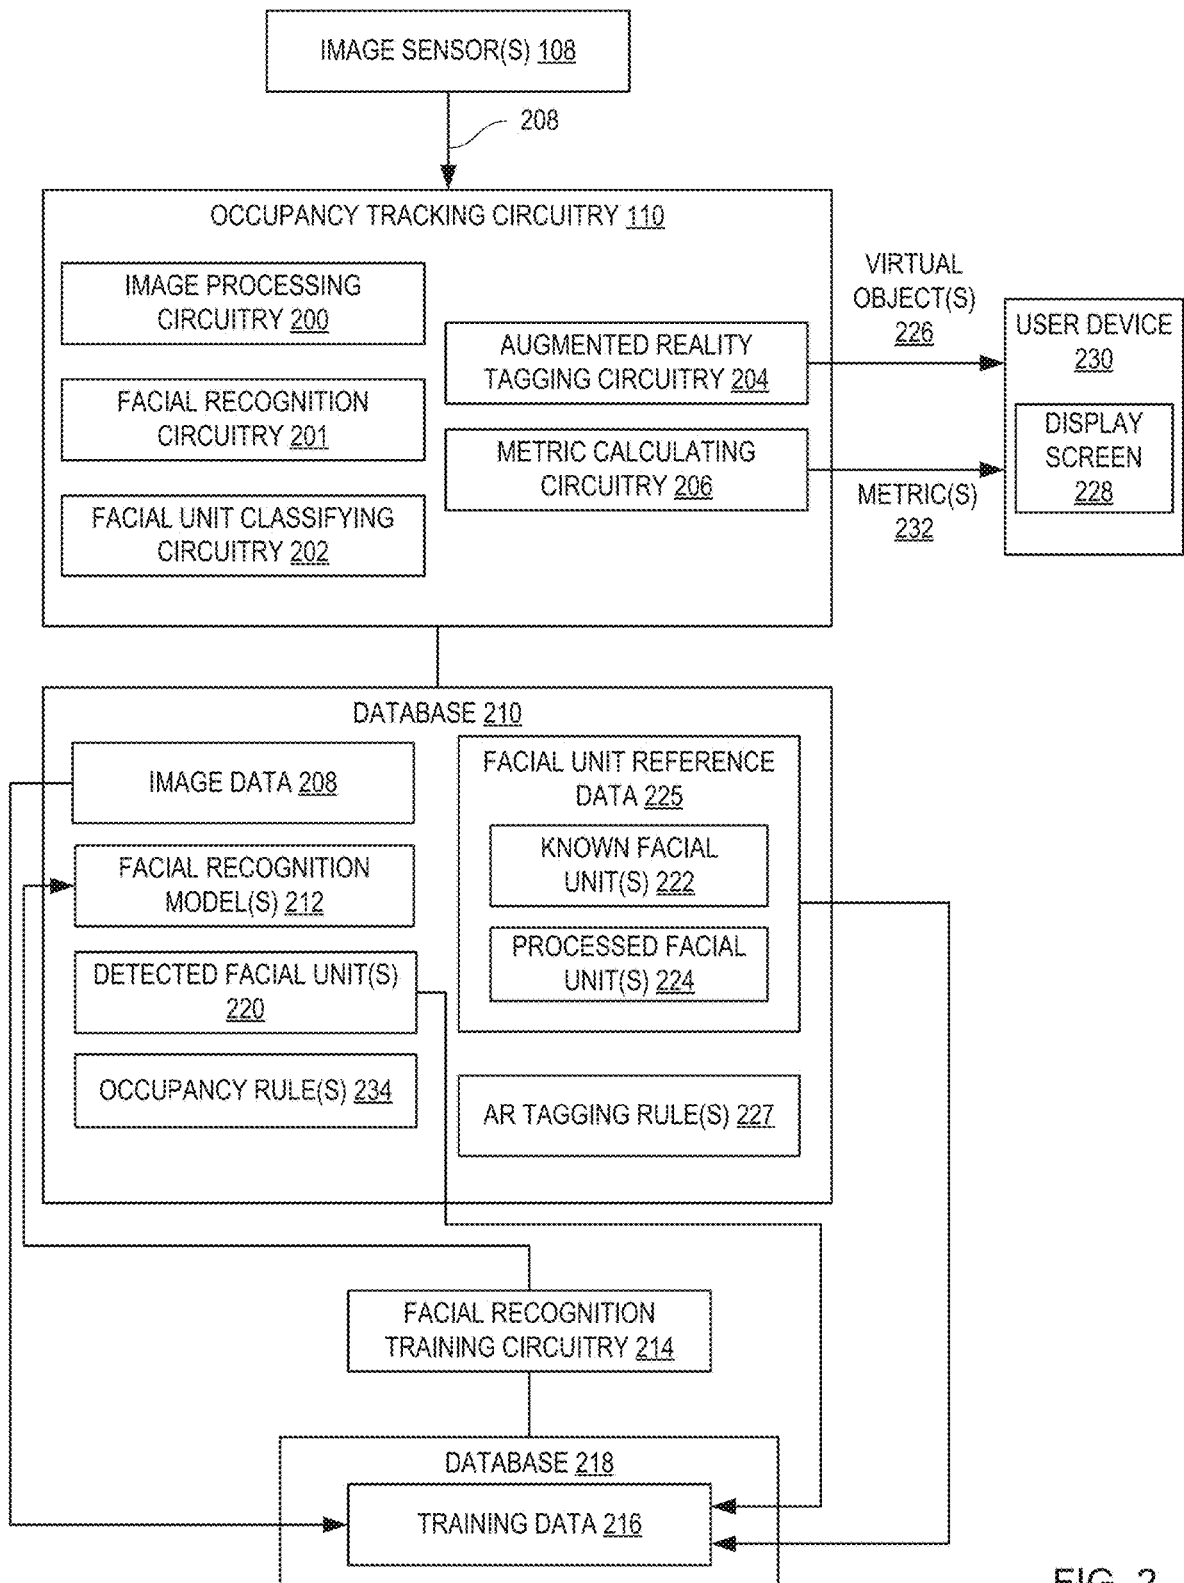 IMAGE SENSOR(S) 108
208
OCCUPANCY TRACKING CIRCUITRY 110
IMAGE PROCESSING
CIRCUITRY 200
FACIAL RECOGNITION
CIRCUITRY 201
FACIAL UNIT CLASSIFYING
CIRCUITRY 202
AUGMENTED REALITY
TAGGING CIRCUITRY 204
METRIC CALCULATING
CIRCUITRY 206
VIRTUAL
OBJECT(S)
226
METRIC(S)
232
USER DEVICE
230
DISPLAY
SCREEN
228
DATABASE 210
IMAGE DATA 208
FACIAL RECOGNITION
MODEL(S) 212
DETECTED FACIAL UNIT(S)
220
OCCUPANCY RULE(S) 234
FACIAL UNIT REFERENCE
DATA 225
KNOWN FACIAL
UNIT(S) 222
PROCESSED FACIAL
UNIT(S) 224
AR TAGGING RULE(S) 227
FACIAL RECOGNITION
TRAINING CIRCUITRY 214
DATABASE 218
TRAINING DATA 216
FIG. 2